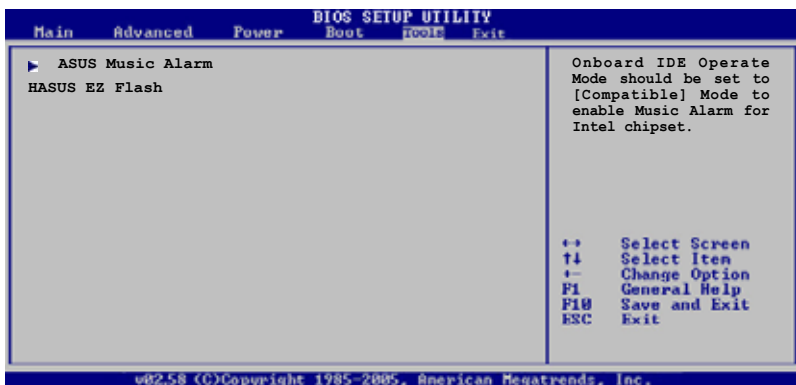 BIOS SETUP UTILITY
Main Advanced Power Boot Tools Exit
ASUS Music Alarm
HASUS EZ Flash
Onboard IDE Operate
Mode should be set to
[Compatible] Mode to
enable Music Alarm for
Intel chipset.
↔ Select Screen
↑↓ Select Item
+- Change Option
F1 General Help
F10 Save and Exit
ESC Exit
v02.58 (C)Copyright 1985-2005, American Megatrends, Inc.